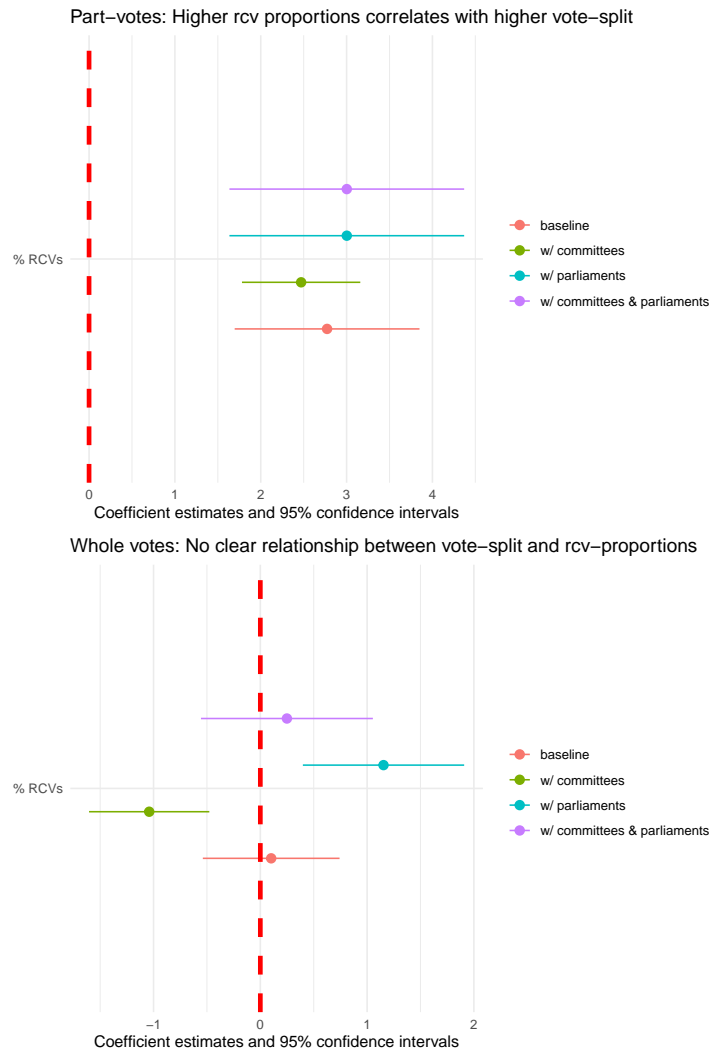 Part−votes: Higher rcv proportions correlates with higher vote−split
% RCVs
baseline
w/ committees
w/ parliaments
w/ committees & parliaments
0 1 2 3 4
Coefficient estimates and 95% confidence intervals
Whole votes: No clear relationship between vote−split and rcv−proportions
% RCVs
baseline
w/ committees
w/ parliaments
w/ committees & parliaments
−1 0 1 2
Coefficient estimates and 95% confidence intervals